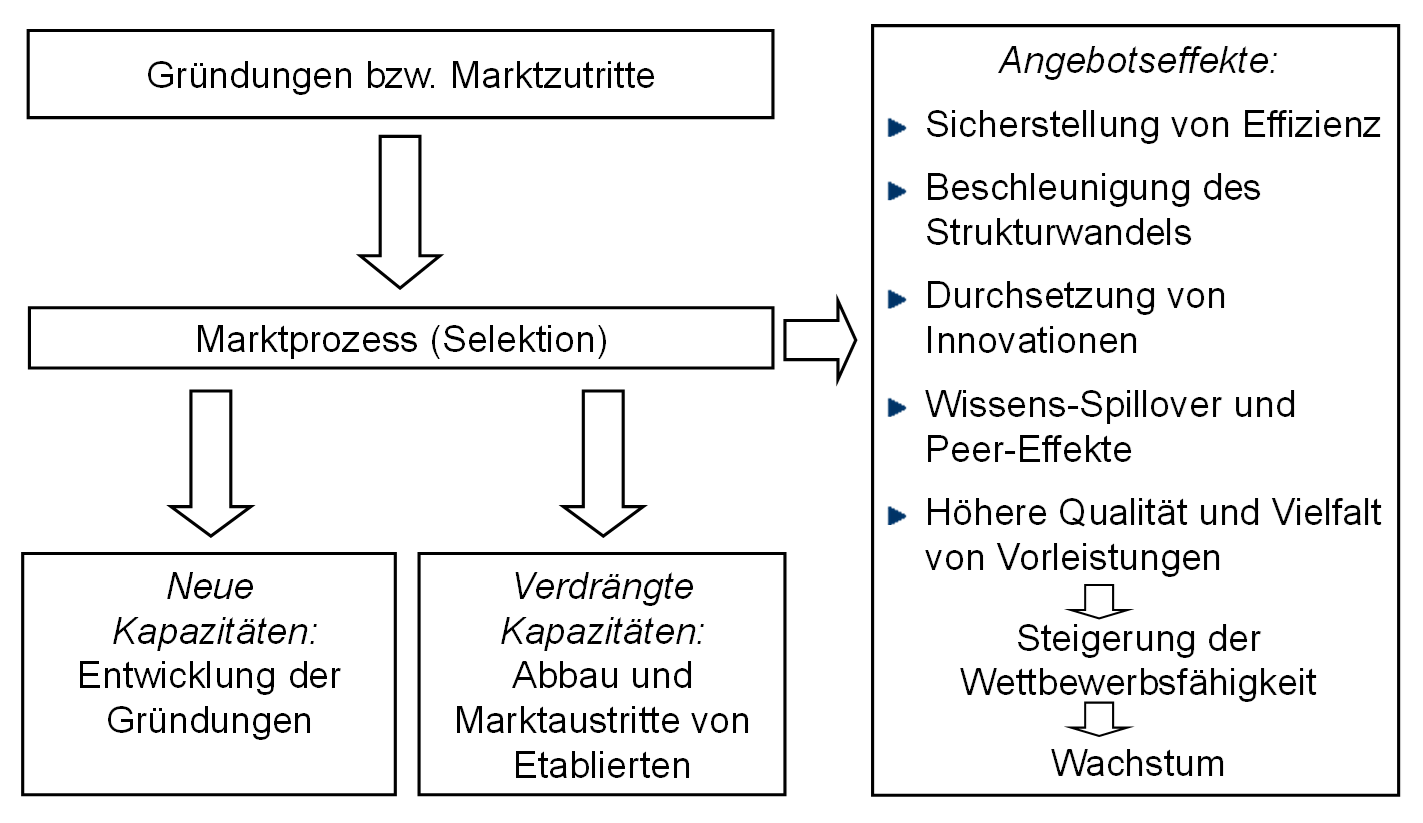 Gründungen bzw. Marktzutritte
Marktprozess (Selektion)
Neue
Kapazitäten:
Entwicklung der
Gründungen
Verdrängte
Kapazitäten:
Abbau und
Marktaustritte von
Etablierten
Angebotseffekte:
Sicherstellung von Effizienz
Beschleunigung des
Strukturwandels
Durchsetzung von
Innovationen
Wissens-Spillover und
Peer-Effekte
Höhere Qualität und Vielfalt
von Vorleistungen
Steigerung der
Wettbewerbsfähigkeit
Wachstum